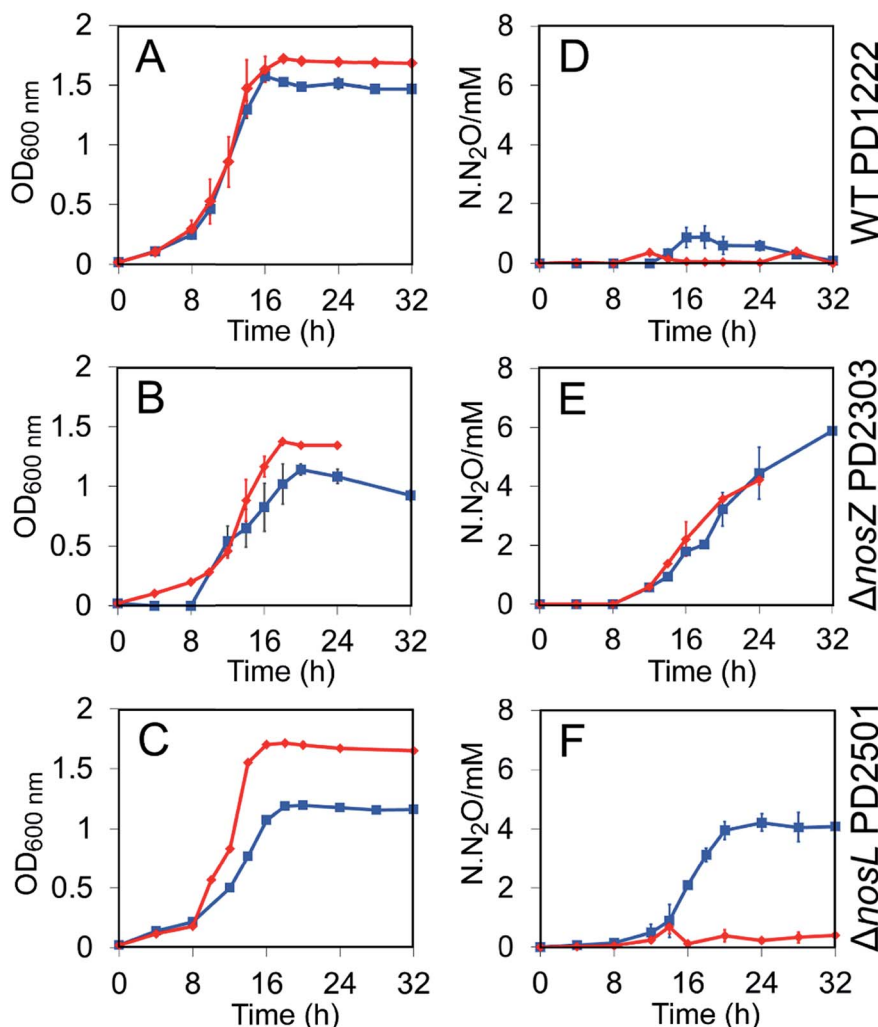 A
OD600 nm
2
1.5
1
0.5
0
0 8 16 24 32
Time (h)
D
N.N2O/mM
8
6
4
2
0
0 8 16 24 32
Time (h)
WT PD1222
B
OD600 nm
2
1.5
1
0.5
0
0 8 16 24 32
Time (h)
E
N.N2O/mM
8
6
4
2
0
0 8 16 24 32
Time (h)
ΔnosZ PD2303
C
OD600 nm
2
1.5
1
0.5
0
0 8 16 24 32
Time (h)
F
N.N2O/mM
8
6
4
2
0
0 8 16 24 32
Time (h)
ΔnosL PD2501